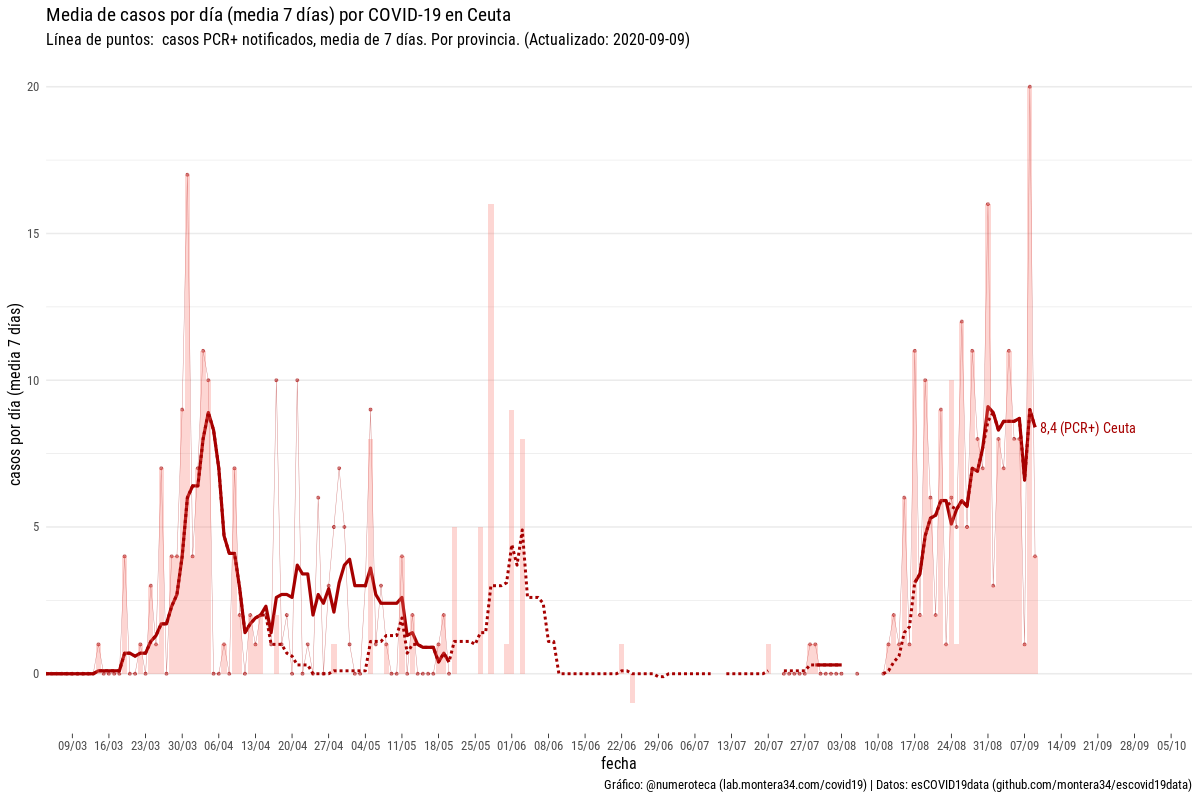 Media de casos por día (media 7 días) por COVID-19 en Ceuta
Línea de puntos:  casos PCR+ notificados, media de 7 días. Por provincia. (Actualizado: 2020-09-09)
casos por día (media 7 días)
20
15
10
5
0
8,4 (PCR+) Ceuta
09/03 16/03 23/03 30/03 06/04 13/04 20/04 27/04 04/05 11/05 18/05 25/05 01/06 08/06 15/06 22/06 29/06 06/07 13/07 20/07 27/07 03/08 10/08 17/08 24/08 31/08 07/09 14/09 21/09 28/09 05/10
fecha
Gráfico: @numeroteca (lab.montera34.com/covid19) | Datos: esCOVID19data (github.com/montera34/escovid19data)